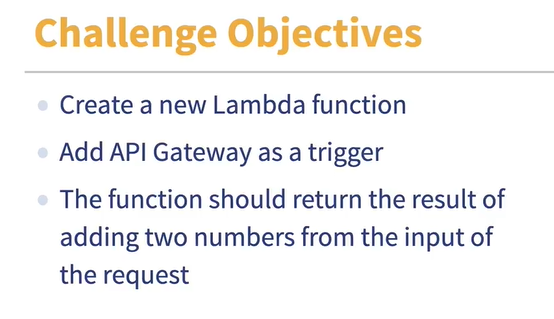 Challenge Objectives
Create a new Lambda function
Add API Gateway as a trigger
The function should return the result of
adding two numbers from the input of
the request